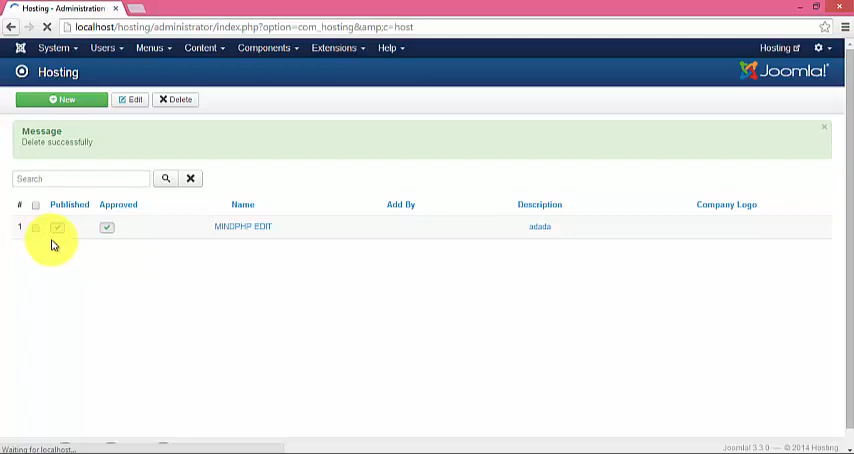 Hosting - Administration
localhost/hosting/administrator/index.php?option=com_hosting&amp;c=host
System Users Menus Content Components Extensions Help Hosting
Hosting Joomla!
New Edit Delete
Message
Delete successfully
Search
# Published Approved Name Add By Description Company Logo
1 MINDPHP EDIT adada
Waiting for localhost... Joomla! 3.3.0 — © 2014 Hosting